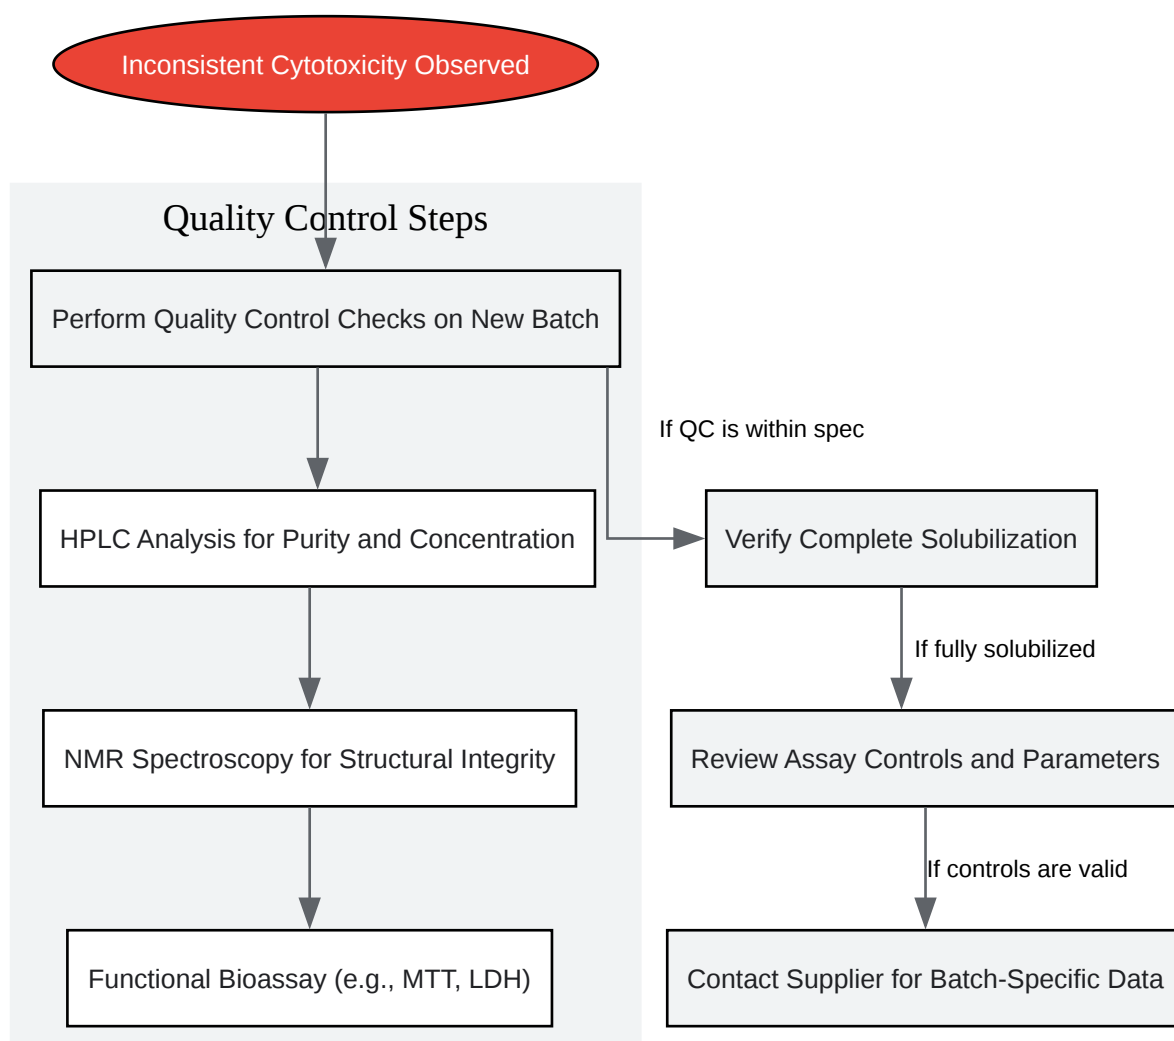 Inconsistent Cytotoxicity Observed
Quality Control Steps
Perform Quality Control Checks on New Batch
If QC is within spec
HPLC Analysis for Purity and Concentration
Verify Complete Solubilization
If fully solubilized
NMR Spectroscopy for Structural Integrity
Review Assay Controls and Parameters
If controls are valid
Functional Bioassay (e.g., MTT, LDH)
Contact Supplier for Batch-Specific Data